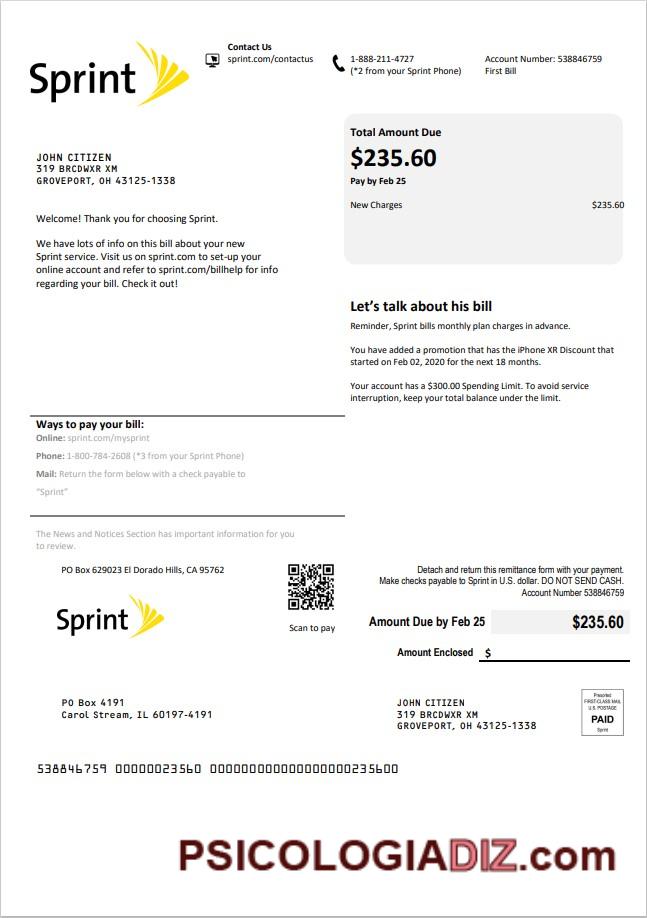 Sprint
Contact Us
sprint.com/contactus
1-888-211-4727
(*2 from your Sprint Phone)
Account Number: 538846759
First Bill
JOHN CITIZEN
319 BRCDWXR XM
GROVEPORT, OH 43125-1338
Total Amount Due
$235.60
Pay by Feb 25
New Charges $235.60
Welcome! Thank you for choosing Sprint.
We have lots of info on this bill about your new
Sprint service. Visit us on sprint.com to set-up your
online account and refer to sprint.com/billhelp for info
regarding your bill. Check it out!
Let's talk about his bill
Reminder, Sprint bills monthly plan charges in advance.
You have added a promotion that has the iPhone XR Discount that
started on Feb 02, 2020 for the next 18 months.
Your account has a $300.00 Spending Limit. To avoid service
interruption, keep your total balance under the limit.
Ways to pay your bill:
Online: sprint.com/mysprint
Phone: 1-800-784-2608 (*3 from your Sprint Phone)
Mail: Return the form below with a check payable to
"Sprint"
The News and Notices Section has important information for you
to review.
PO Box 629023 El Dorado Hills, CA 95762
Sprint
Scan to pay
Detach and return this remittance form with your payment.
Make checks payable to Sprint in U.S. dollar. DO NOT SEND CASH.
Account Number 538846759
Amount Due by Feb 25 $235.60
Amount Enclosed $
PO Box 4191
Carol Stream, IL 60197-4191
JOHN CITIZEN
319 BRCDWXR XM
GROVEPORT, OH 43125-1338
Presorted
FIRST-CLASS MAIL
U.S. POSTAGE
PAID
Sprint
538846759 00000023560 000000000000000000235600
PSICOLOGIADIZ.com